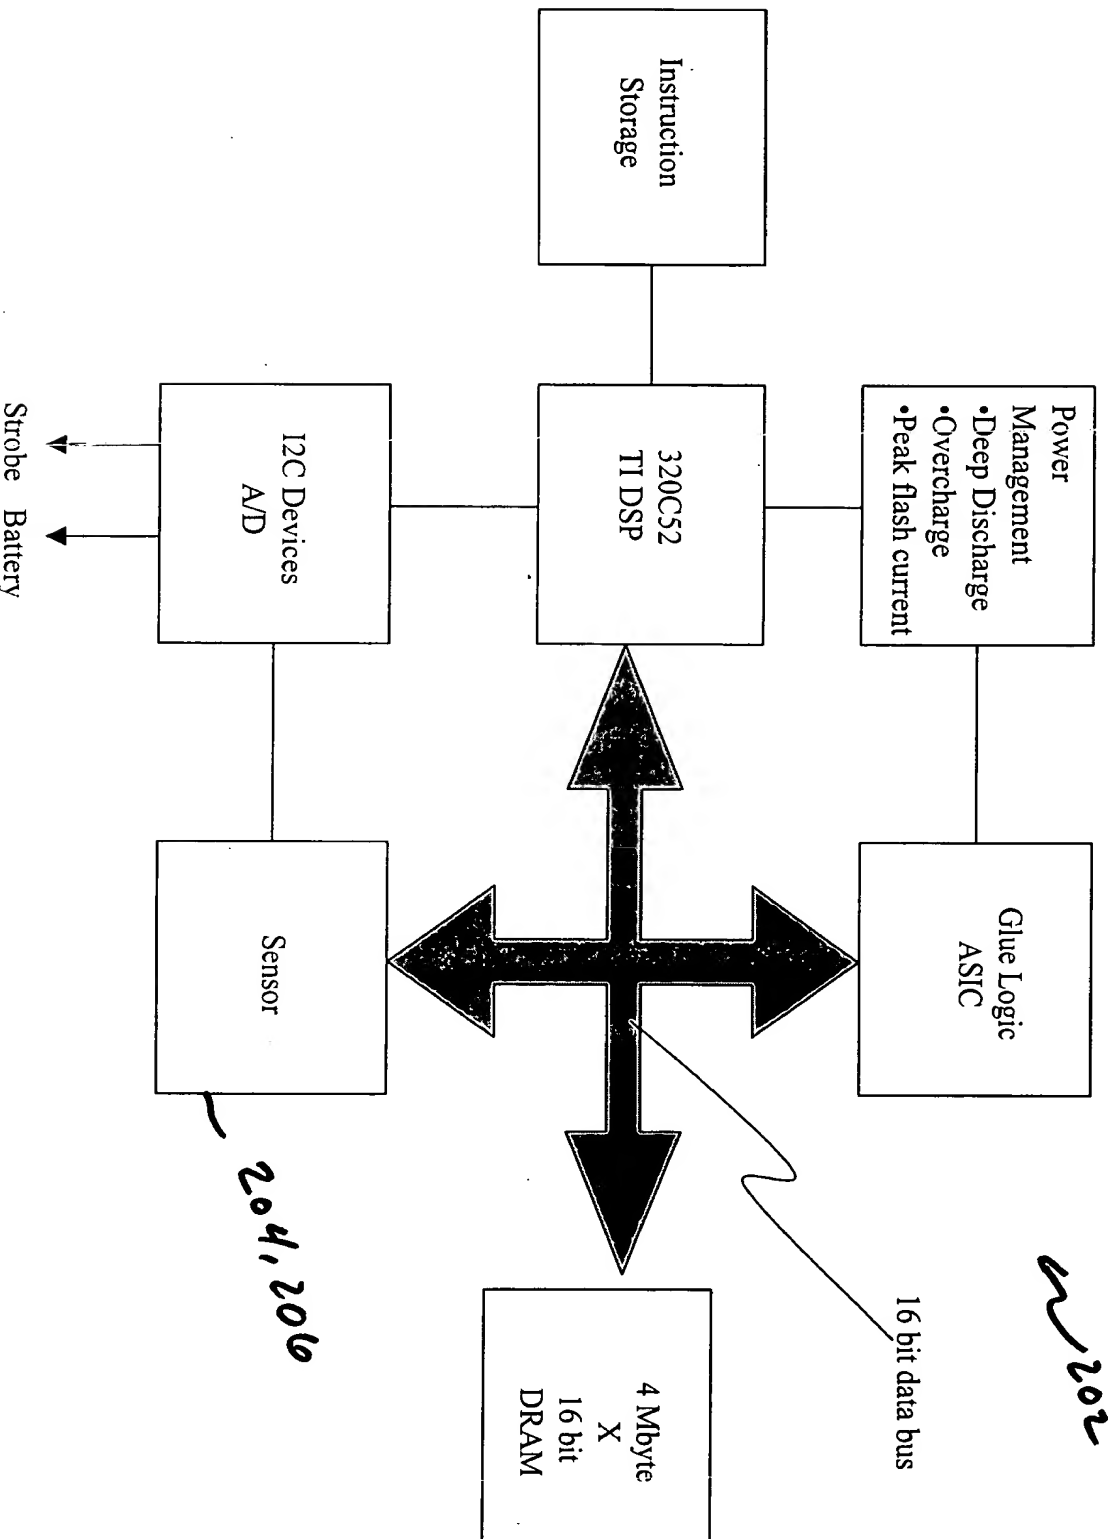 Instruction
Storage
Power
Management
•Deep Discharge
•Overcharge
•Peak flash current
320C52
TI DSP
I2C Devices
A/D
Strobe Battery
Glue Logic
ASIC
Sensor
204, 206
202
16 bit data bus
4 Mbyte
X
16 bit
DRAM